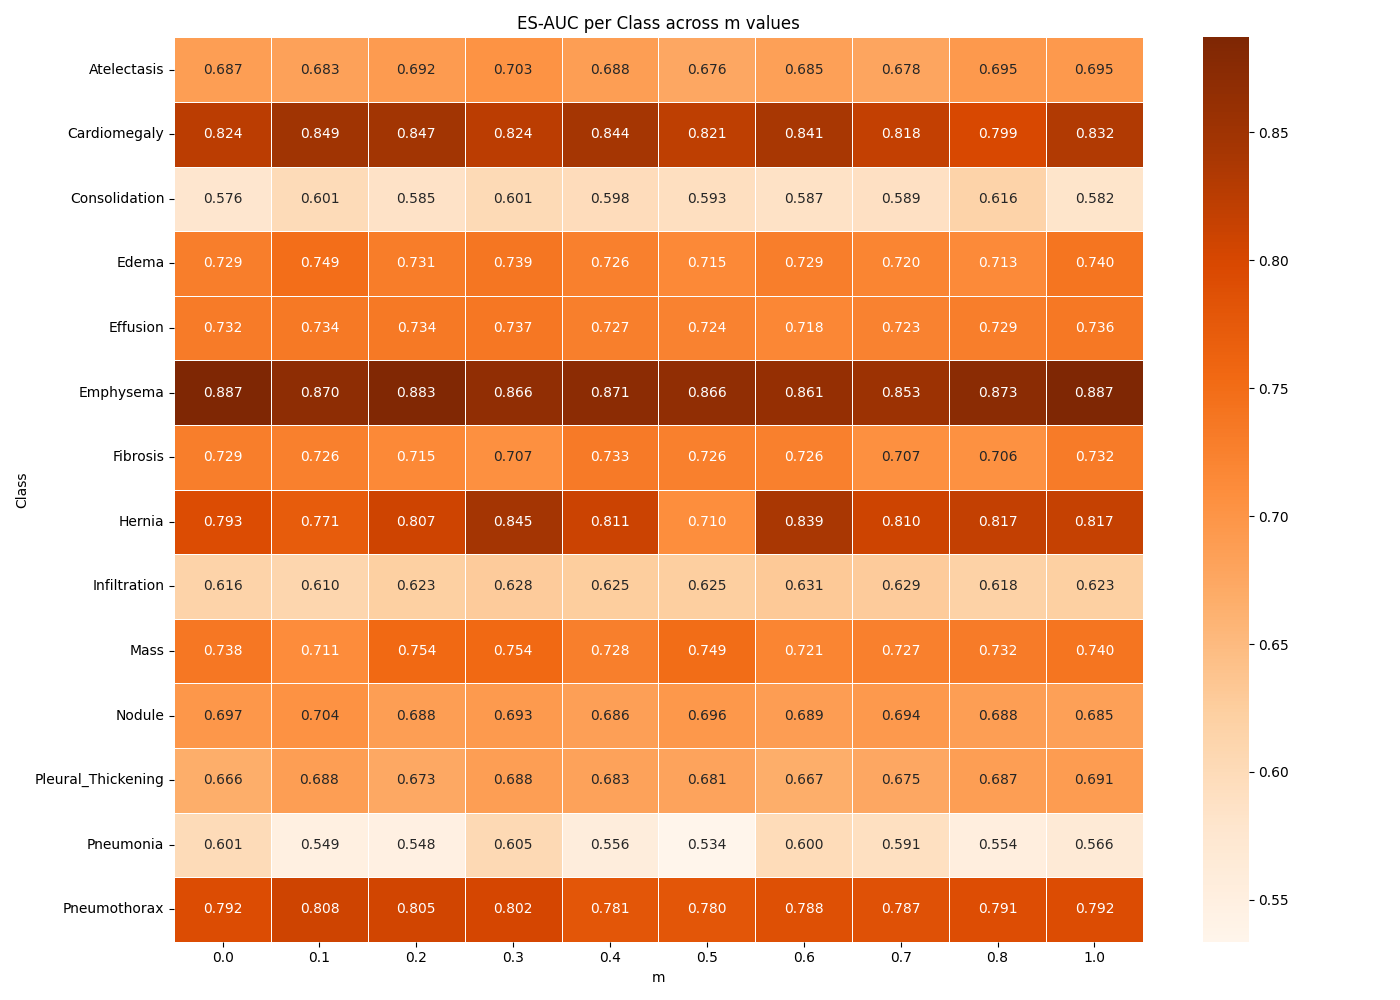 ES-AUC per Class across m values
Class
Atelectasis 0.687 0.683 0.692 0.703 0.688 0.676 0.685 0.678 0.695 0.695
Cardiomegaly 0.824 0.849 0.847 0.824 0.844 0.821 0.841 0.818 0.799 0.832
Consolidation 0.576 0.601 0.585 0.601 0.598 0.593 0.587 0.589 0.616 0.582
Edema 0.729 0.749 0.731 0.739 0.726 0.715 0.729 0.720 0.713 0.740
Effusion 0.732 0.734 0.734 0.737 0.727 0.724 0.718 0.723 0.729 0.736
Emphysema 0.887 0.870 0.883 0.866 0.871 0.866 0.861 0.853 0.873 0.887
Fibrosis 0.729 0.726 0.715 0.707 0.733 0.726 0.726 0.707 0.706 0.732
Hernia 0.793 0.771 0.807 0.845 0.811 0.710 0.839 0.810 0.817 0.817
Infiltration 0.616 0.610 0.623 0.628 0.625 0.625 0.631 0.629 0.618 0.623
Mass 0.738 0.711 0.754 0.754 0.728 0.749 0.721 0.727 0.732 0.740
Nodule 0.697 0.704 0.688 0.693 0.686 0.696 0.689 0.694 0.688 0.685
Pleural_Thickening 0.666 0.688 0.673 0.688 0.683 0.681 0.667 0.675 0.687 0.691
Pneumonia 0.601 0.549 0.548 0.605 0.556 0.534 0.600 0.591 0.554 0.566
Pneumothorax 0.792 0.808 0.805 0.802 0.781 0.780 0.788 0.787 0.791 0.792
0.0 0.1 0.2 0.3 0.4 0.5 0.6 0.7 0.8 1.0
m
0.85
0.80
0.75
0.70
0.65
0.60
0.55